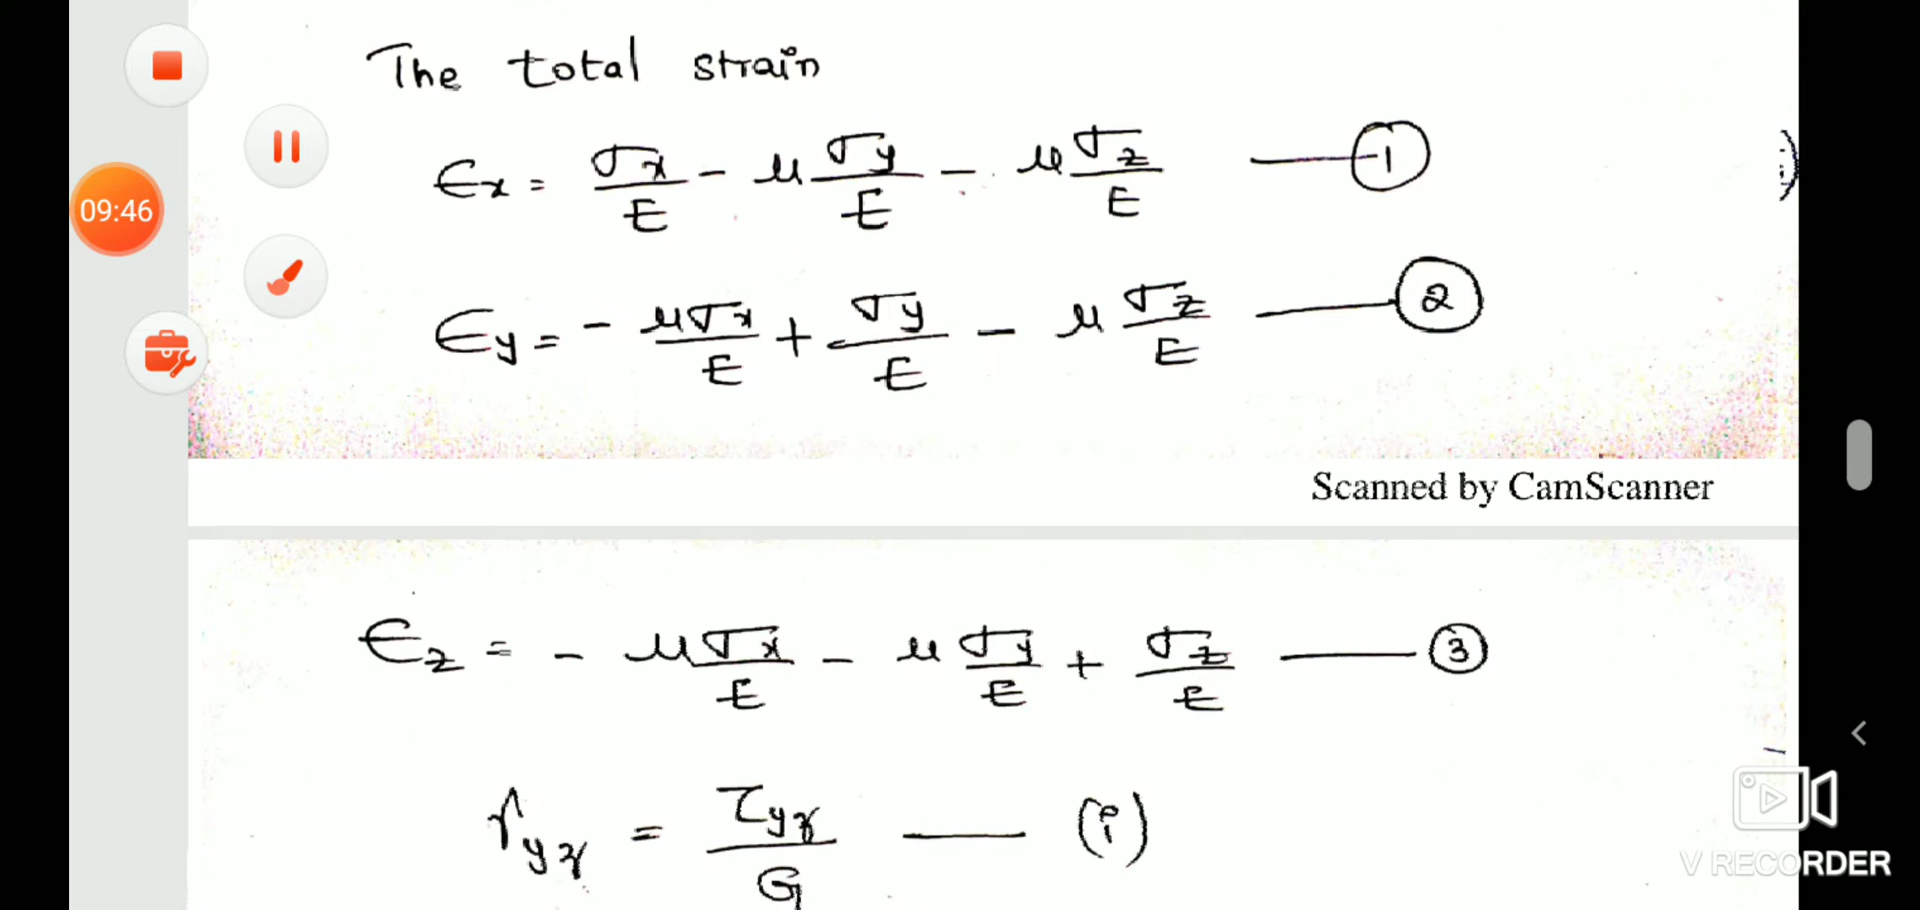 The total strain
ϵx = σx/E - μ σy/E - μ σz/E —— ①
ϵy = - μσx/E + σy/E - μ σz/E —— ②
09:46
Scanned by CamScanner
ϵz = - μσx/E - μ σy/E + σz/E —— ③
γyz = τyz/G —— (i)
V RECORDER